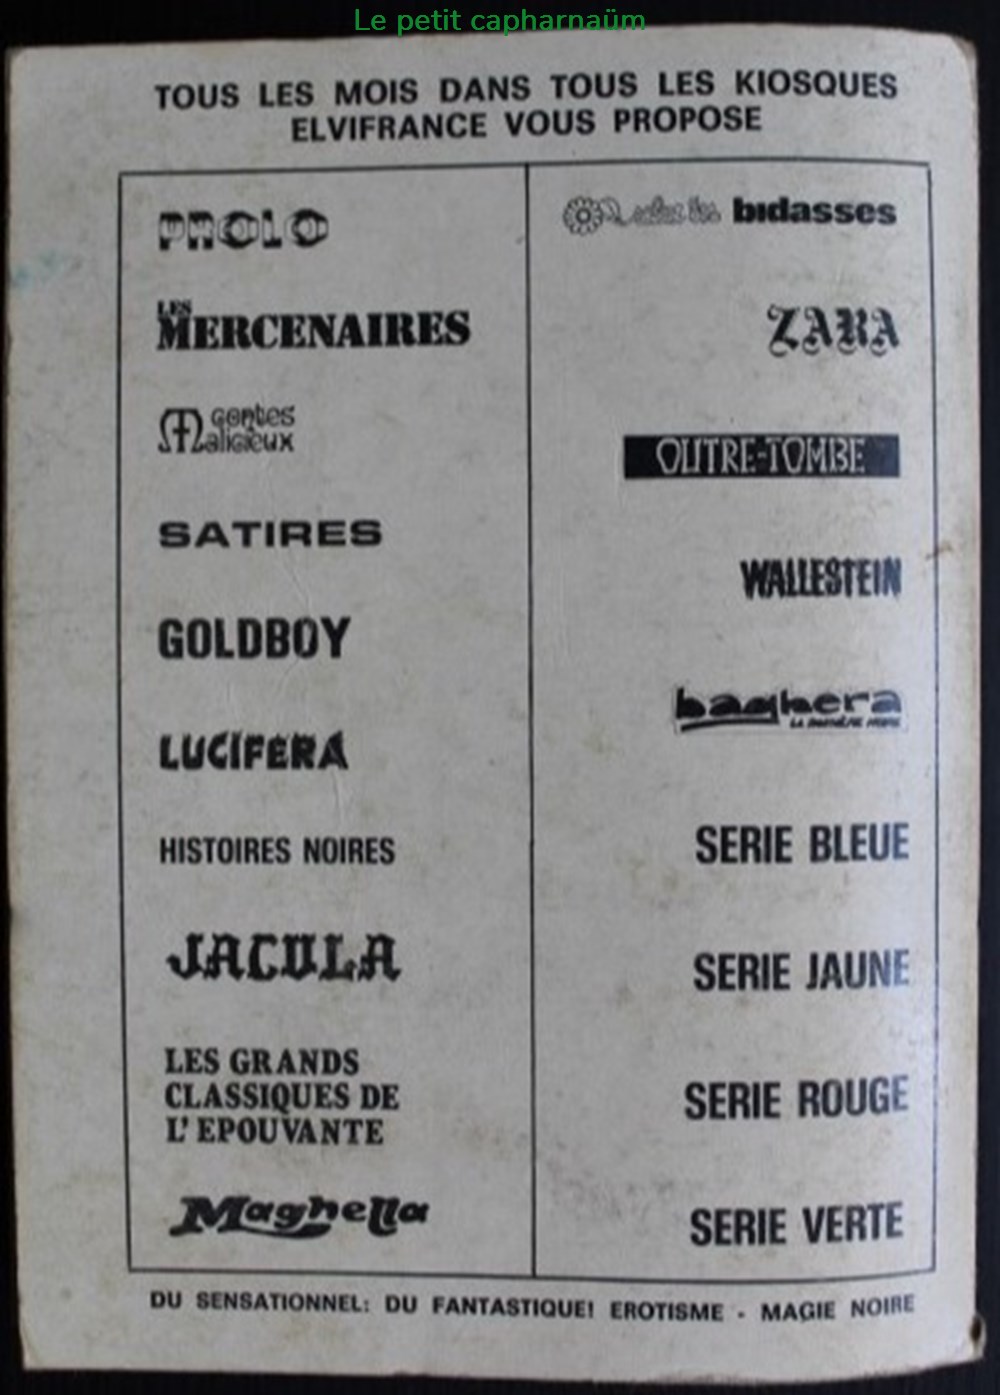 Le petit capharnaüm
TOUS LES MOIS DANS TOUS LES KIOSQUES
ELVIFRANCE VOUS PROPOSE
PROLO
LES
MERCENAIRES
contes
Malicieux
SATIRES
GOLDBOY
LUCIFERA
HISTOIRES NOIRES
JACULA
LES GRANDS
CLASSIQUES DE
L'EPOUVANTE
Maghella
bidasses
ZARA
OUTRE-TOMBE
WALLESTEIN
baghera
SERIE BLEUE
SERIE JAUNE
SERIE ROUGE
SERIE VERTE
DU SENSATIONNEL: DU FANTASTIQUE! EROTISME - MAGIE NOIRE